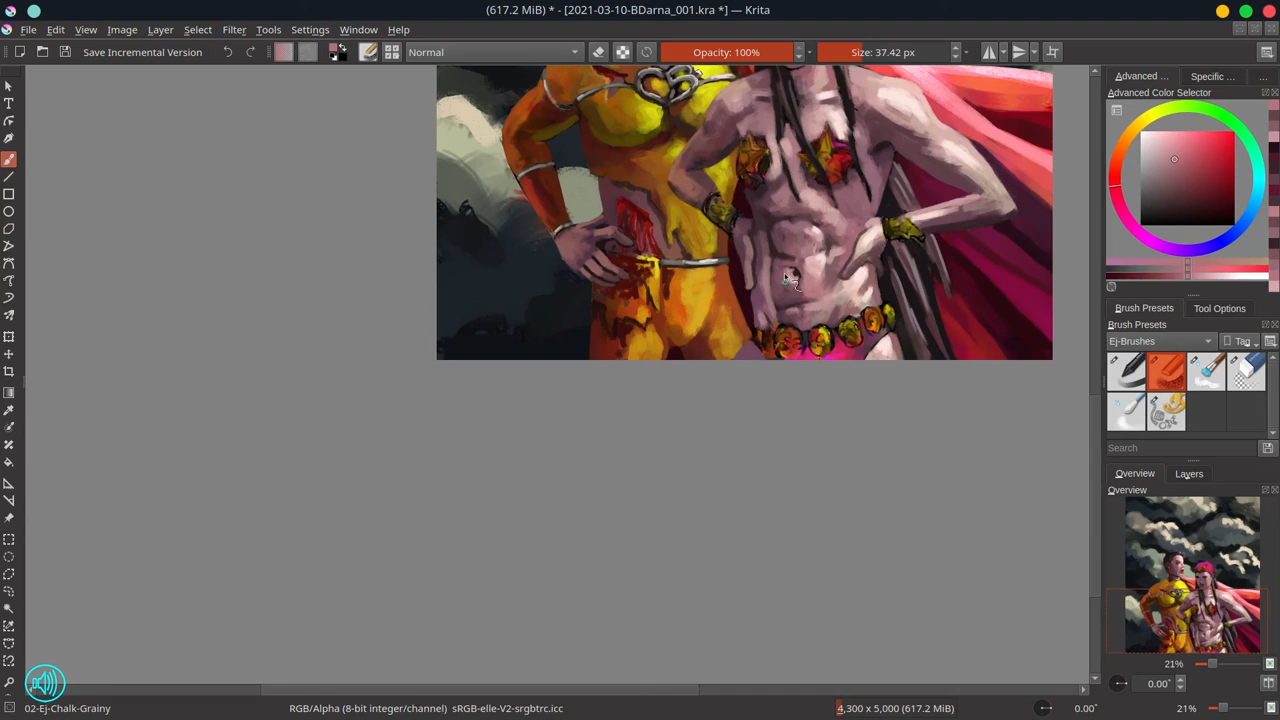 (617.2 MiB) * - [2021-03-10-BDarna_001.kra *] — Krita
File Edit View Image Layer Select Filter Tools Settings Window Help
Save Incremental Version Normal Opacity: 100% Size: 37.42 px
Advanced ... Specific ... ...
Advanced Color Selector
Brush Presets Tool Options
Brush Presets
Ej-Brushes Tag
Search
Overview Layers
Overview
21%
0.00°
02-Ej-Chalk-Grainy RGB/Alpha (8-bit integer/channel) sRGB-elle-V2-srgbtrc.icc 4,300 x 5,000 (617.2 MiB) 0.00° 21%